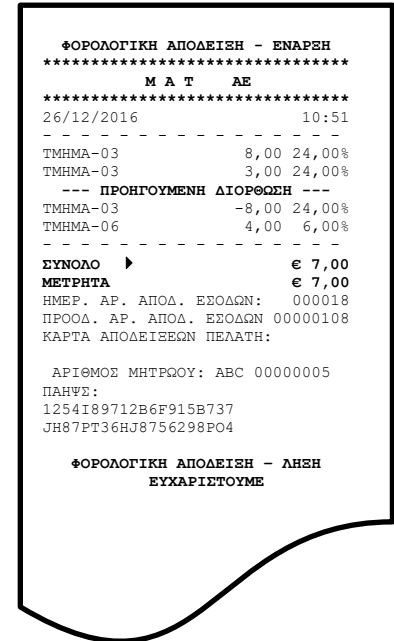 ΦΟΡΟΛΟΓΙΚΗ ΑΠΟΔΕΙΞΗ - ΕΝΑΡΞΗ
********************************
Μ Α Τ ΑΕ
********************************
26/12/2016 10:51
- - - - - - - - - - - - - - - -
ΤΜΗΜΑ-03 8,00 24,00%
ΤΜΗΜΑ-03 3,00 24,00%
--- ΠΡΟΗΓΟΥΜΕΝΗ ΔΙΟΡΘΩΣΗ ---
ΤΜΗΜΑ-03 -8,00 24,00%
ΤΜΗΜΑ-06 4,00 6,00%
- - - - - - - - - - - - - - - -
ΣΥΝΟΛΟ € 7,00
ΜΕΤΡΗΤΑ € 7,00
ΗΜΕΡ. ΑΡ. ΑΠΟΔ. ΕΣΟΔΩΝ: 000018
ΠΡΟΟΔ. ΑΡ. ΑΠΟΔ. ΕΣΟΔΩΝ 00000108
ΚΑΡΤΑ ΑΠΟΔΕΙΞΕΩΝ ΠΕΛΑΤΗ:
ΑΡΙΘΜΟΣ ΜΗΤΡΩΟΥ: ABC 00000005
ΠΑΗΨΣ:
1254I89712B6F915B737
JH87PT36HJ8756298PO4
ΦΟΡΟΛΟΓΙΚΗ ΑΠΟΔΕΙΞΗ – ΛΗΞΗ
ΕΥΧΑΡΙΣΤΟΥΜΕ